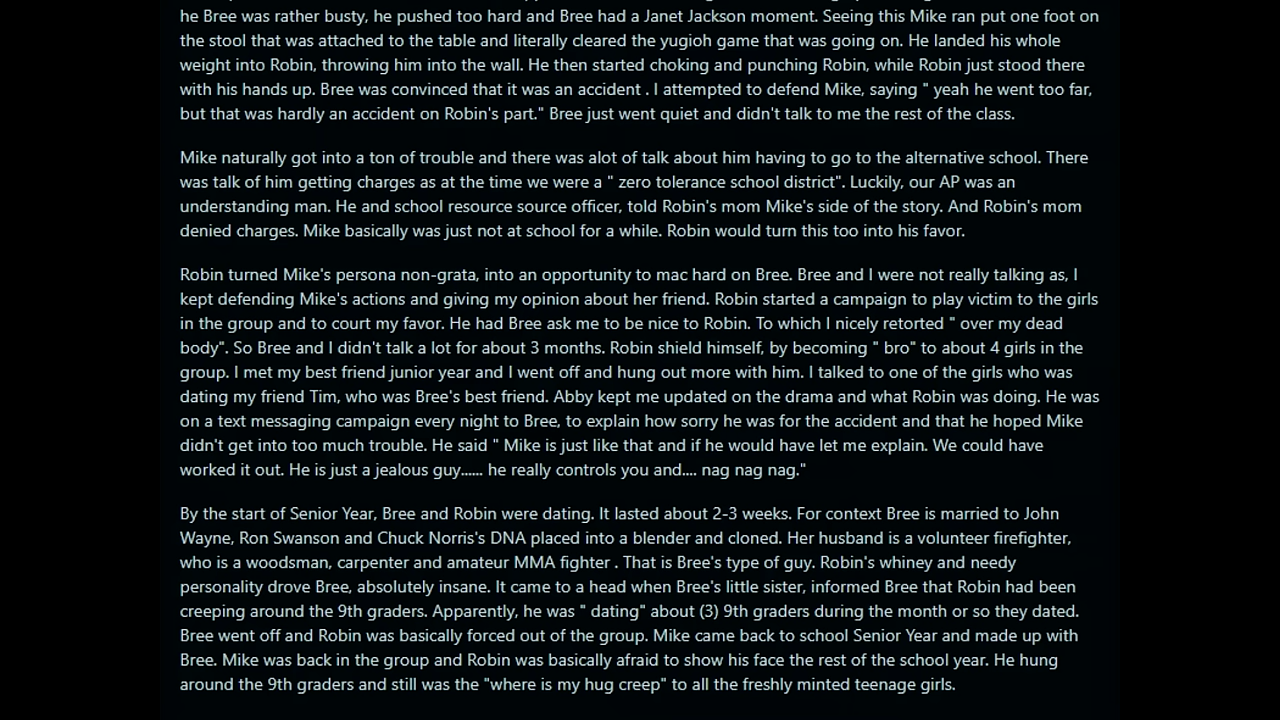 he Bree was rather busty, he pushed too hard and Bree had a Janet Jackson moment. Seeing this Mike ran put one foot on
the stool that was attached to the table and literally cleared the yugioh game that was going on. He landed his whole
weight into Robin, throwing him into the wall. He then started choking and punching Robin, while Robin just stood there
with his hands up. Bree was convinced that it was an accident . I attempted to defend Mike, saying " yeah he went too far,
but that was hardly an accident on Robin's part." Bree just went quiet and didn't talk to me the rest of the class.
Mike naturally got into a ton of trouble and there was alot of talk about him having to go to the alternative school. There
was talk of him getting charges as at the time we were a " zero tolerance school district". Luckily, our AP was an
understanding man. He and school resource source officer, told Robin's mom Mike's side of the story. And Robin's mom
denied charges. Mike basically was just not at school for a while. Robin would turn this too into his favor.
Robin turned Mike's persona non-grata, into an opportunity to mac hard on Bree. Bree and I were not really talking as, I
kept defending Mike's actions and giving my opinion about her friend. Robin started a campaign to play victim to the girls
in the group and to court my favor. He had Bree ask me to be nice to Robin. To which I nicely retorted " over my dead
body". So Bree and I didn't talk a lot for about 3 months. Robin shield himself, by becoming " bro" to about 4 girls in the
group. I met my best friend junior year and I went off and hung out more with him. I talked to one of the girls who was
dating my friend Tim, who was Bree's best friend. Abby kept me updated on the drama and what Robin was doing. He was
on a text messaging campaign every night to Bree, to explain how sorry he was for the accident and that he hoped Mike
didn't get into too much trouble. He said " Mike is just like that and if he would have let me explain. We could have
worked it out. He is just a jealous guy...... he really controls you and.... nag nag nag."
By the start of Senior Year, Bree and Robin were dating. It lasted about 2-3 weeks. For context Bree is married to John
Wayne, Ron Swanson and Chuck Norris's DNA placed into a blender and cloned. Her husband is a volunteer firefighter,
who is a woodsman, carpenter and amateur MMA fighter . That is Bree's type of guy. Robin's whiney and needy
personality drove Bree, absolutely insane. It came to a head when Bree's little sister, informed Bree that Robin had been
creeping around the 9th graders. Apparently, he was " dating" about (3) 9th graders during the month or so they dated.
Bree went off and Robin was basically forced out of the group. Mike came back to school Senior Year and made up with
Bree. Mike was back in the group and Robin was basically afraid to show his face the rest of the school year. He hung
around the 9th graders and still was the "where is my hug creep" to all the freshly minted teenage girls.